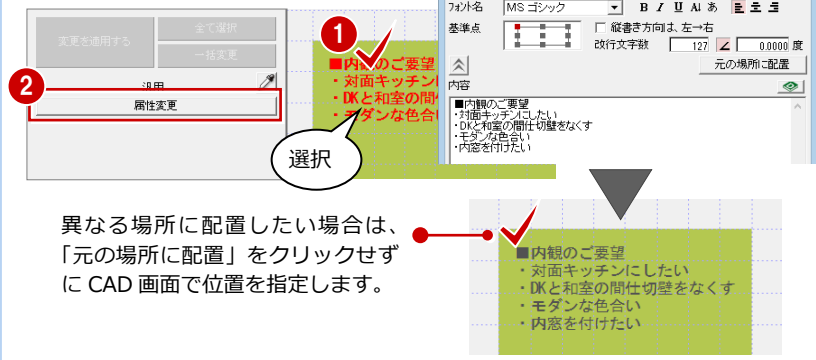 変更を適用する
全て選択
一括変更
汎用
2
属性変更
1
■内観のご要望
・対面キッチン
・DKと和室の間
・モダンな色合い
選択
フォント名 MS ゴシック B I U AI あ
基準点
縦書き方向は、左→右
改行文字数 127 0.0000 度
元の場所に配置
内容
■内観のご要望
・対面キッチンにしたい
・DKと和室の間仕切壁をなくす
・モダンな色合い
・内窓を付けたい
異なる場所に配置したい場合は、
「元の場所に配置」をクリックせず
に CAD 画面で位置を指定します。
■内観のご要望
・対面キッチンにしたい
・DKと和室の間仕切壁をなくす
・モダンな色合い
・内窓を付けたい